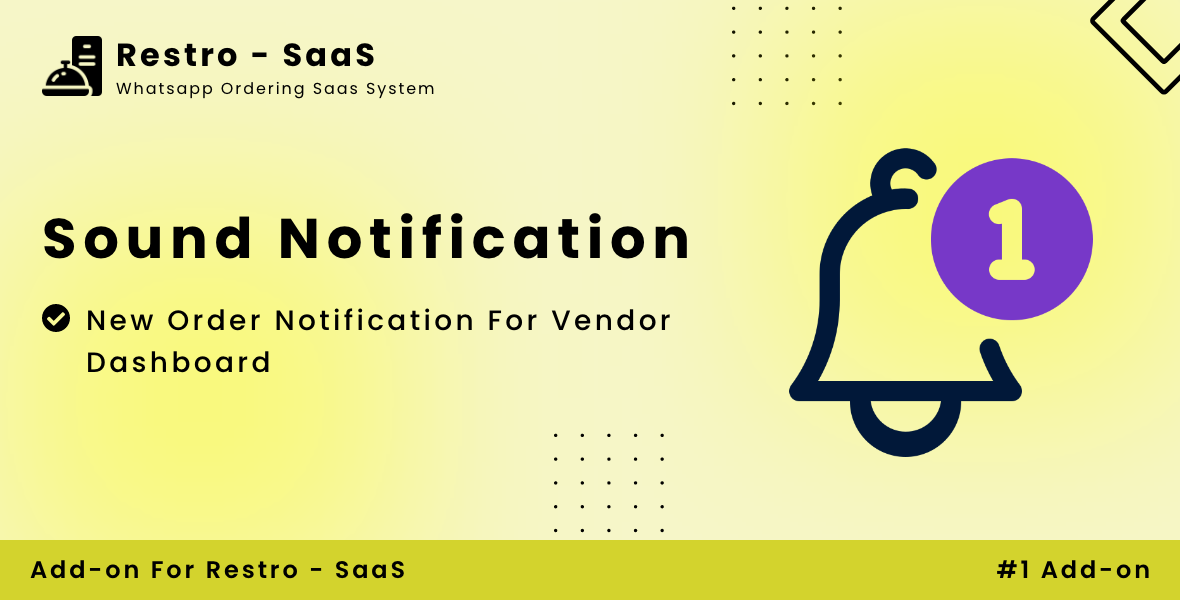 Restro - SaaS
Whatsapp Ordering Saas System
Sound Notification
New Order Notification For Vendor
Dashboard
1
Add-on For Restro - SaaS
#1 Add-on